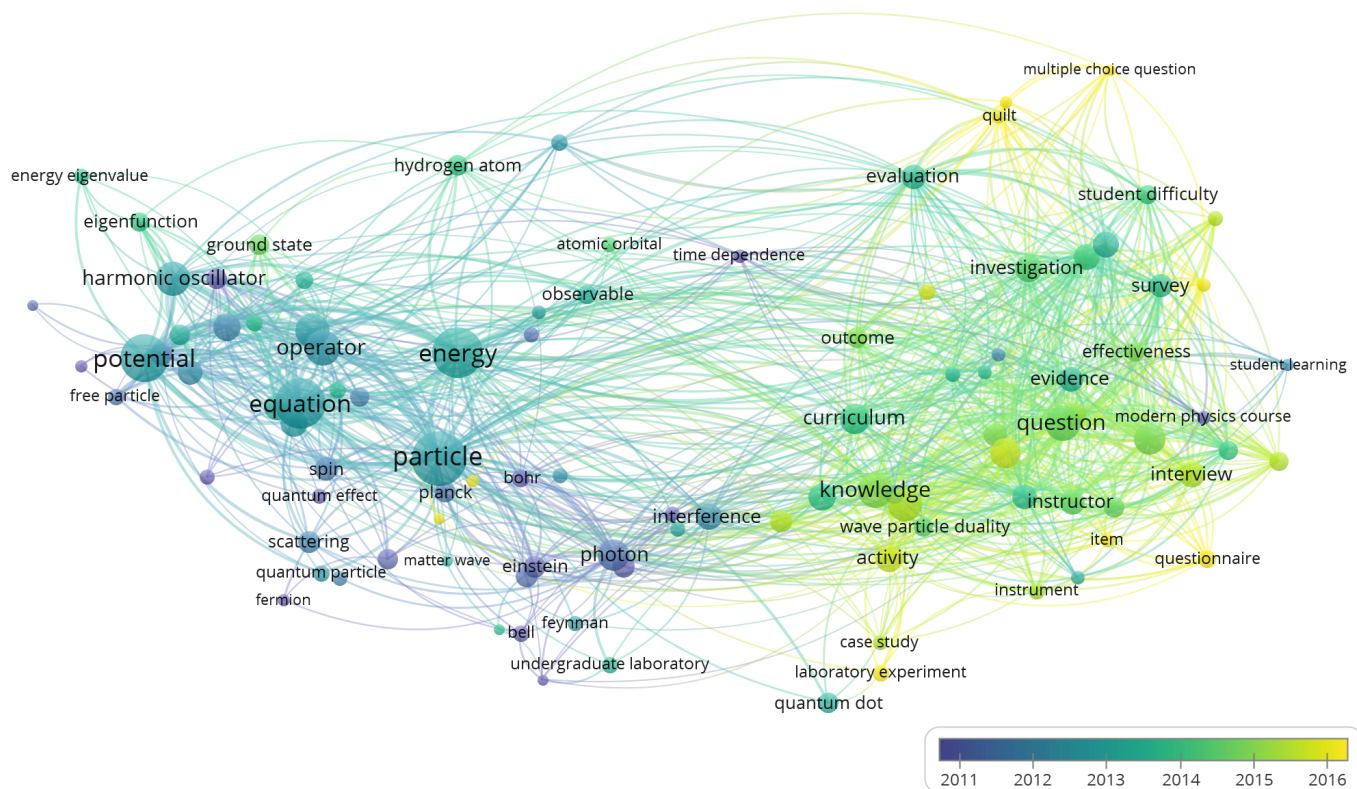 multiple choice question
quilt
hydrogen atom
energy eigenvalue
evaluation
student difficulty
eigenfunction
ground state
atomic orbital
time dependence
investigation
harmonic oscillator
observable
survey
outcome
operator
energy
effectiveness
potential
student learning
evidence
free particle
equation
curriculum
modern physics course
question
particle
spin
bohr
interview
quantum effect
planck
knowledge
instructor
interference
wave particle duality
scattering
item
matter wave
photon
activity
questionnaire
quantum particle
einstein
instrument
fermion
feynman
bell
case study
undergraduate laboratory
laboratory experiment
quantum dot
2011 2012 2013 2014 2015 2016